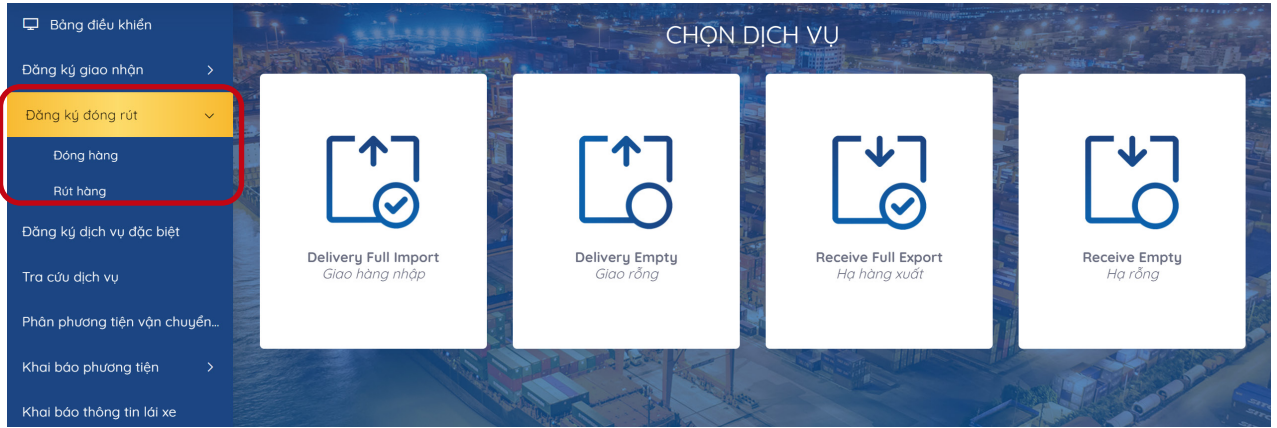 Bảng điều khiển
Đăng ký giao nhận
Đăng ký đóng rút
Đóng hàng
Rút hàng
Đăng ký dịch vụ đặc biệt
Tra cứu dịch vụ
Phân phương tiện vận chuyển...
Khai báo phương tiện
Khai báo thông tin lái xe
CHỌN DỊCH VỤ
Delivery Full Import
Giao hàng nhập
Delivery Empty
Giao rỗng
Receive Full Export
Hạ hàng xuất
Receive Empty
Hạ rỗng